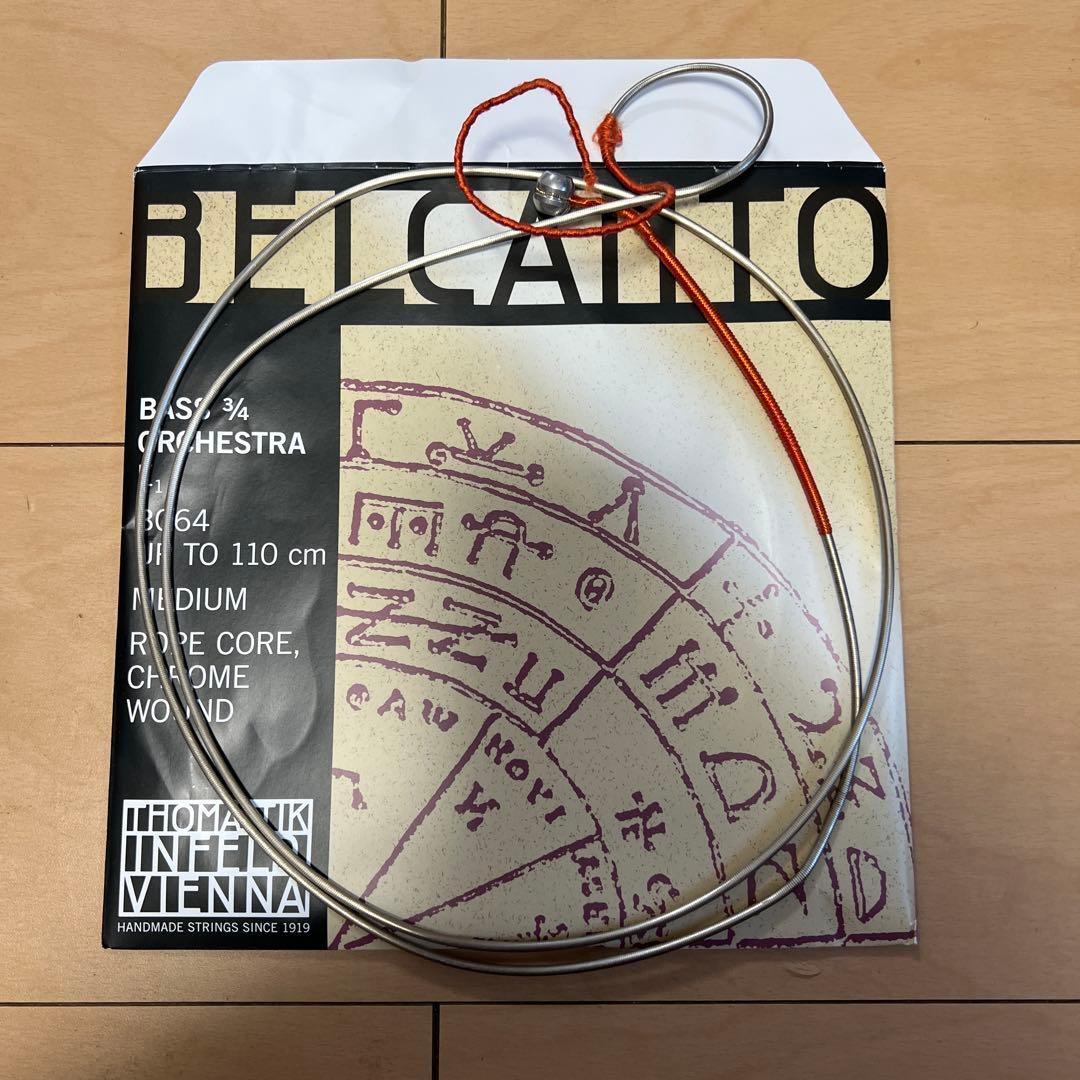 BELCANTO
BASS ¾
ORCHESTRA
BC64
UP TO 110 cm
MEDIUM
ROPE CORE,
CHROME
WOUND
THOMASTIK
INFELD
VIENNA
HANDMADE STRINGS SINCE 1919